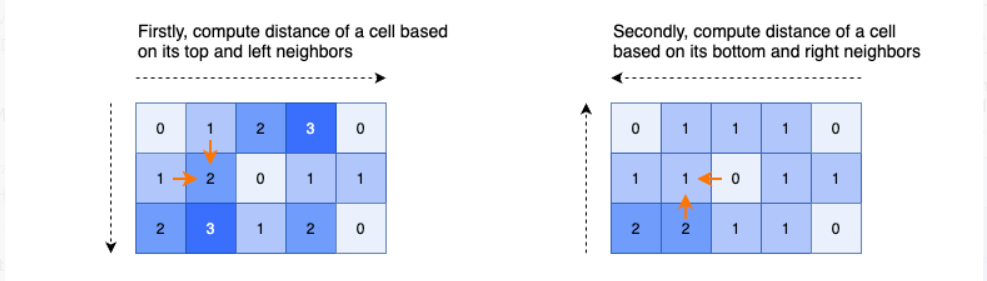 Firstly, compute distance of a cell based
on its top and left neighbors
0 1 2 3 0
1 2 0 1 1
2 3 1 2 0
Secondly, compute distance of a cell
based on its bottom and right neighbors
0 1 1 1 0
1 1 0 1 1
2 2 1 1 0